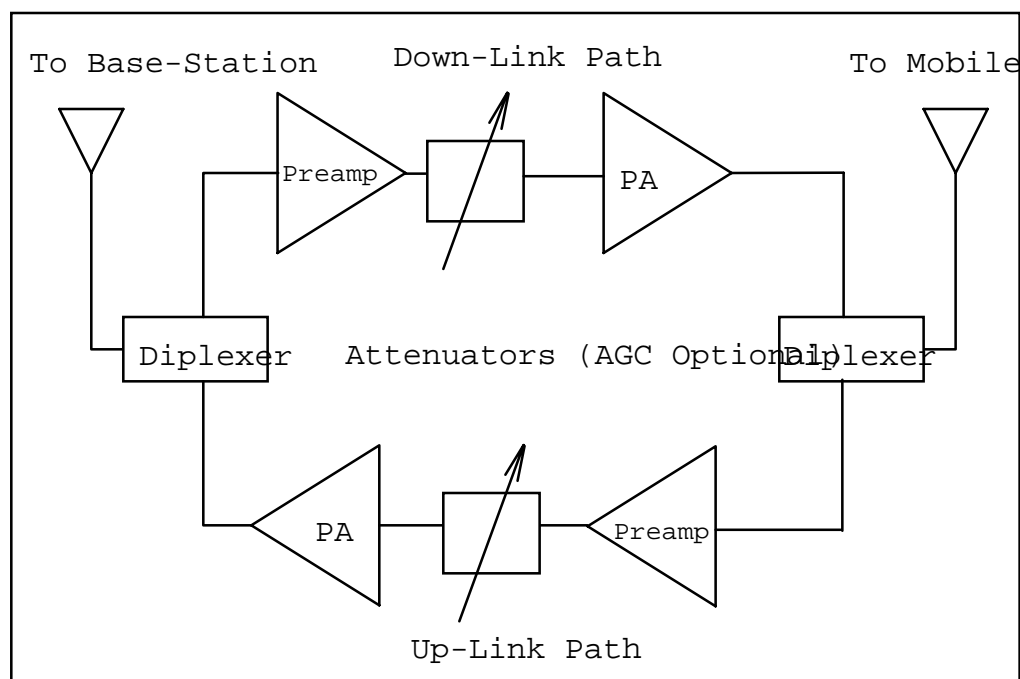 Down-Link Path
To Base-Station
To Mobile
Preamp
PA
Diplexer
Attenuators (AGC Optional)
Diplexer
PA
Preamp
Up-Link Path